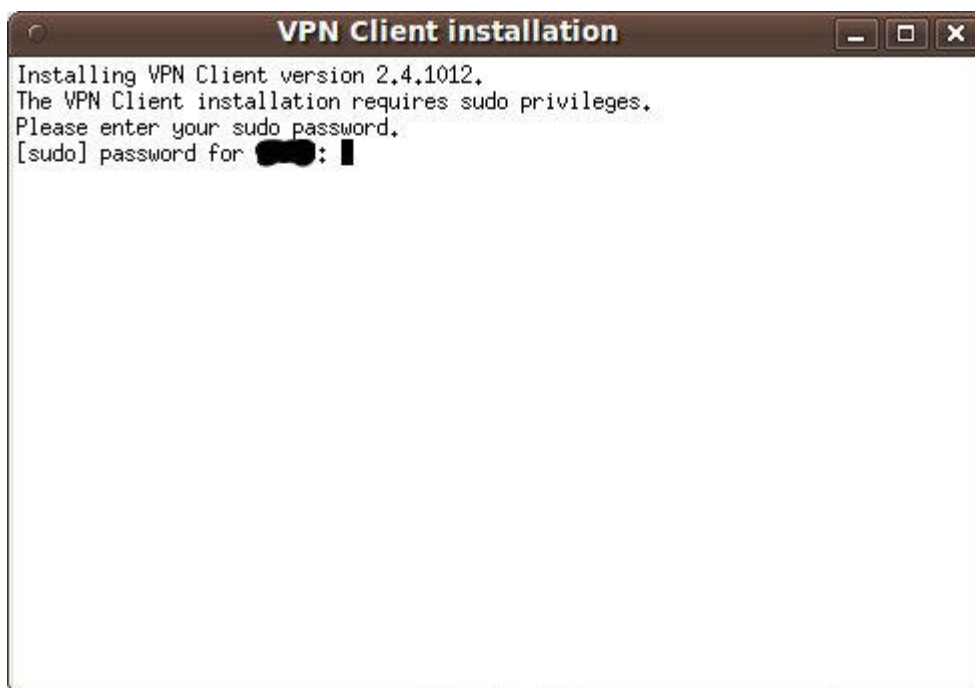 VPN Client installation
Installing VPN Client version 2.4.1012.
The VPN Client installation requires sudo privileges.
Please enter your sudo password.
[sudo] password for :